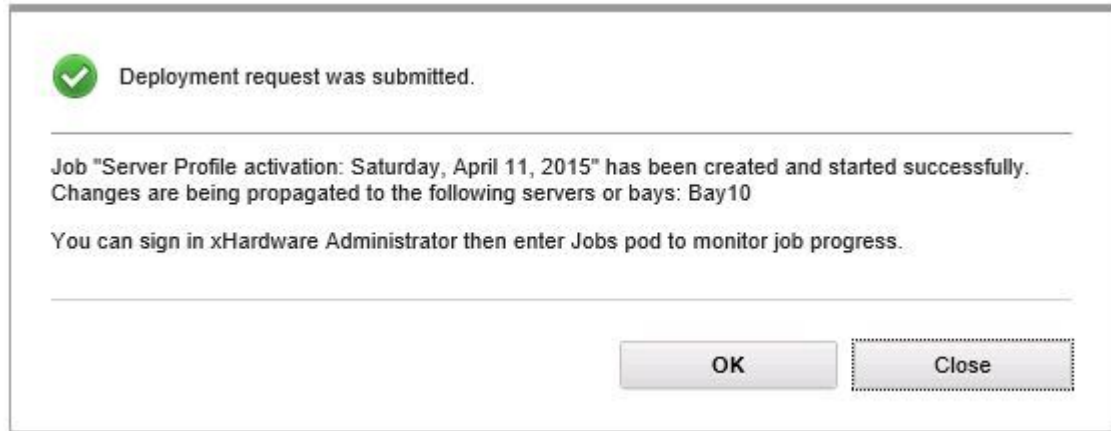 Deployment request was submitted.
Job "Server Profile activation: Saturday, April 11, 2015" has been created and started successfully.
Changes are being propagated to the following servers or bays: Bay10
You can sign in xHardware Administrator then enter Jobs pod to monitor job progress.
OK
Close